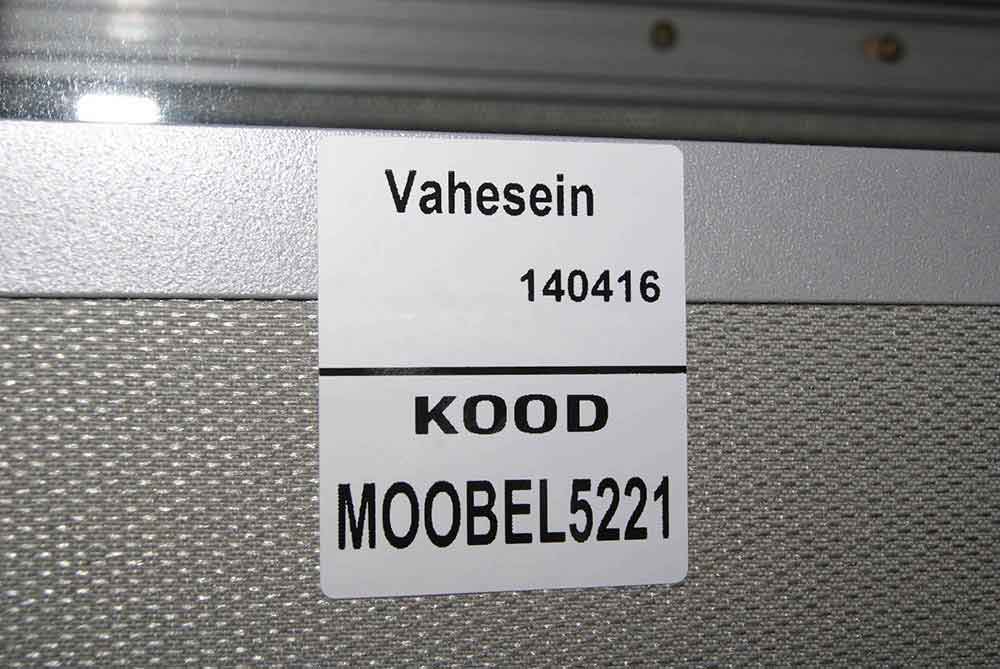 Vahesein
140416
KOOD
MOOBEL5221